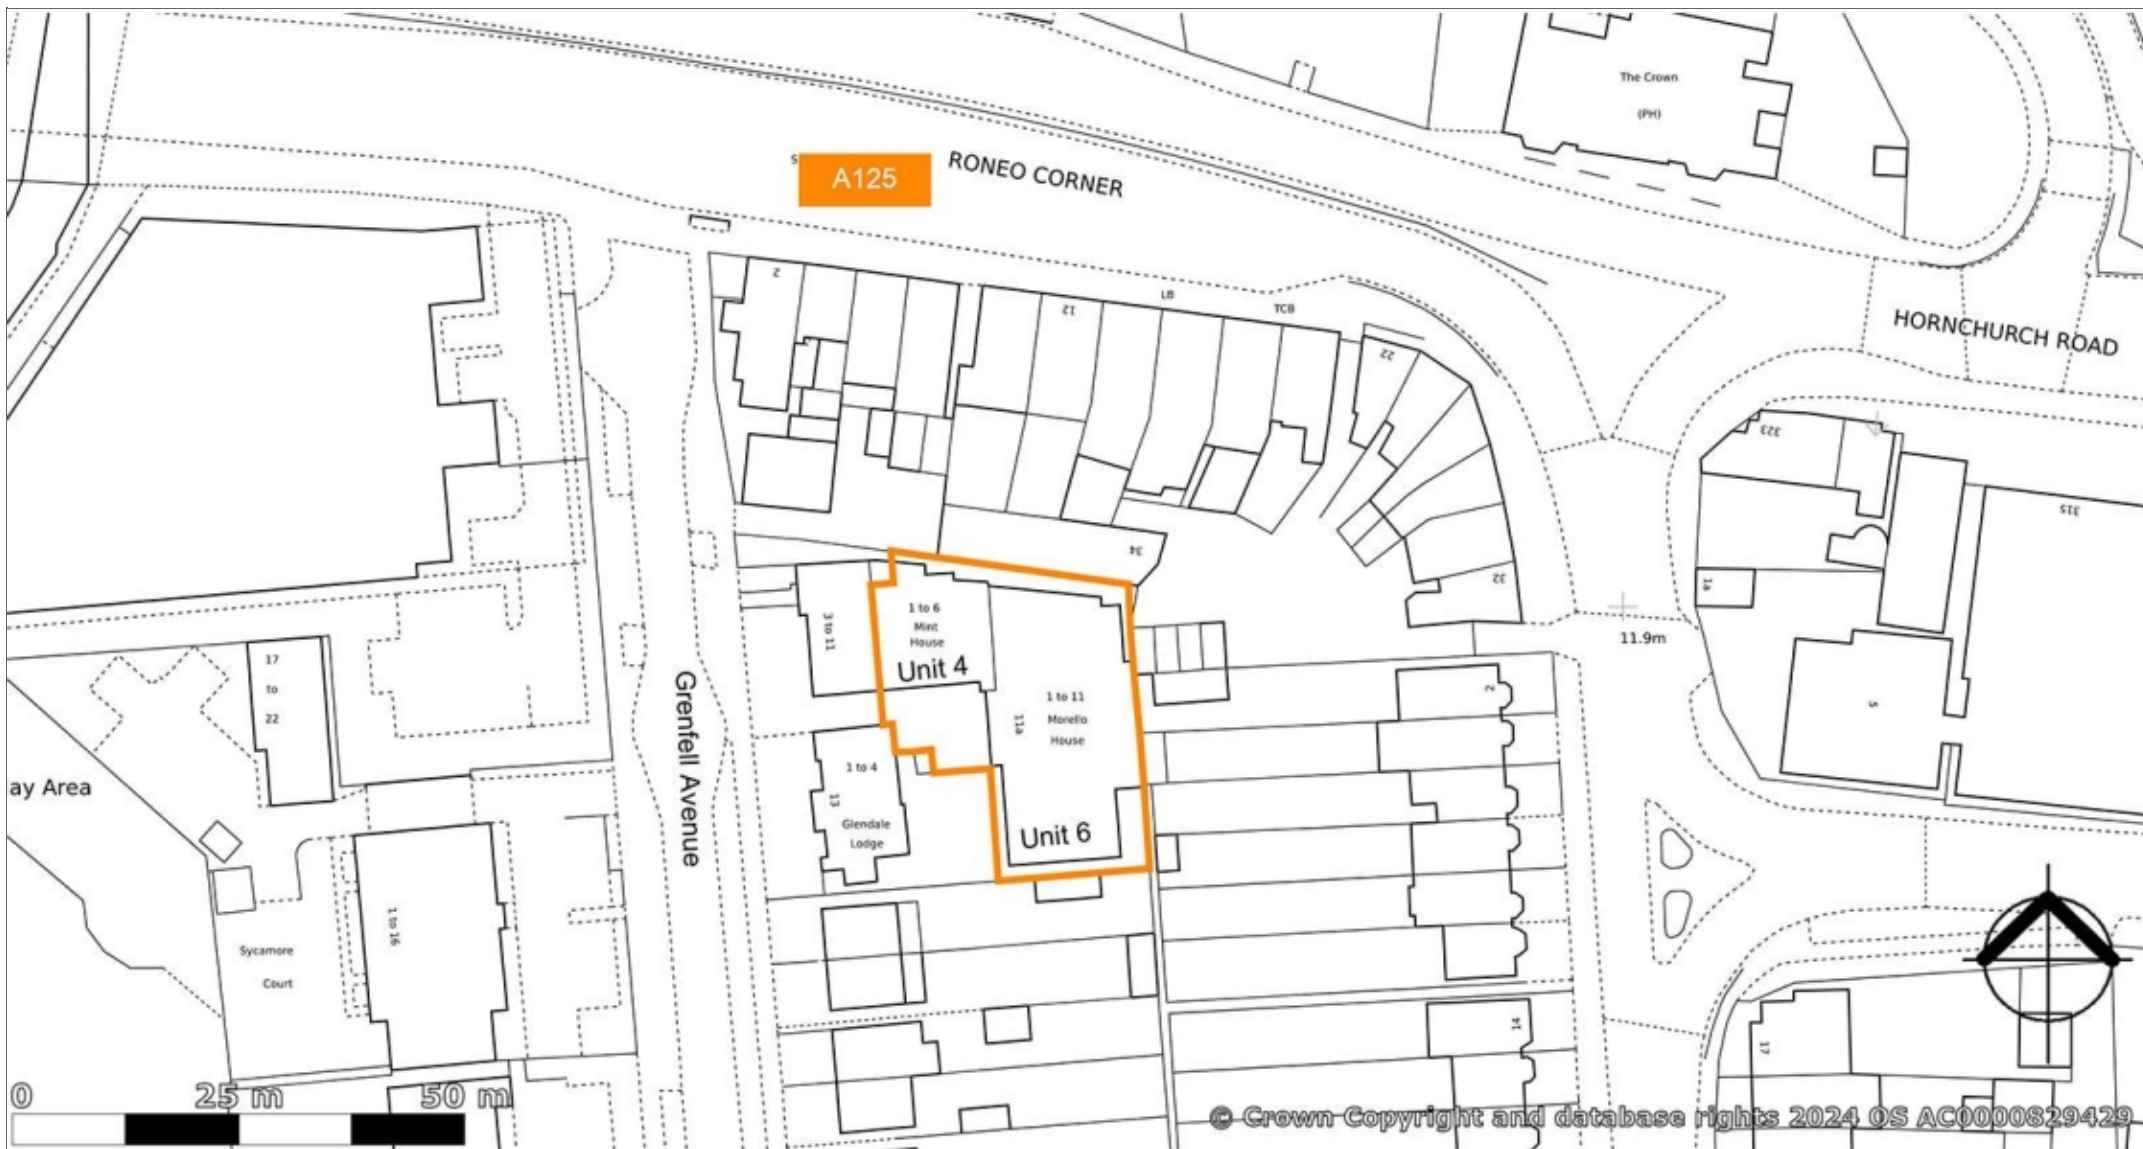 The Crown
(PH)
S
A125
RONEO CORNER
HORNCHURCH ROAD
2
12
LB
TCB
22
323
315
34
32
1a
11.9m
3 to 11
1 to 6
Mint
House
Unit 4
17
to
22
Grenfell Avenue
1 to 11
Morello
House
11a
2
5
ay Area
1 to 4
13
Glendale
Lodge
Unit 6
1 to 16
Sycamore
Court
14
17
0 25 m 50 m
© Crown Copyright and database rights 2024 OS AC0000829429